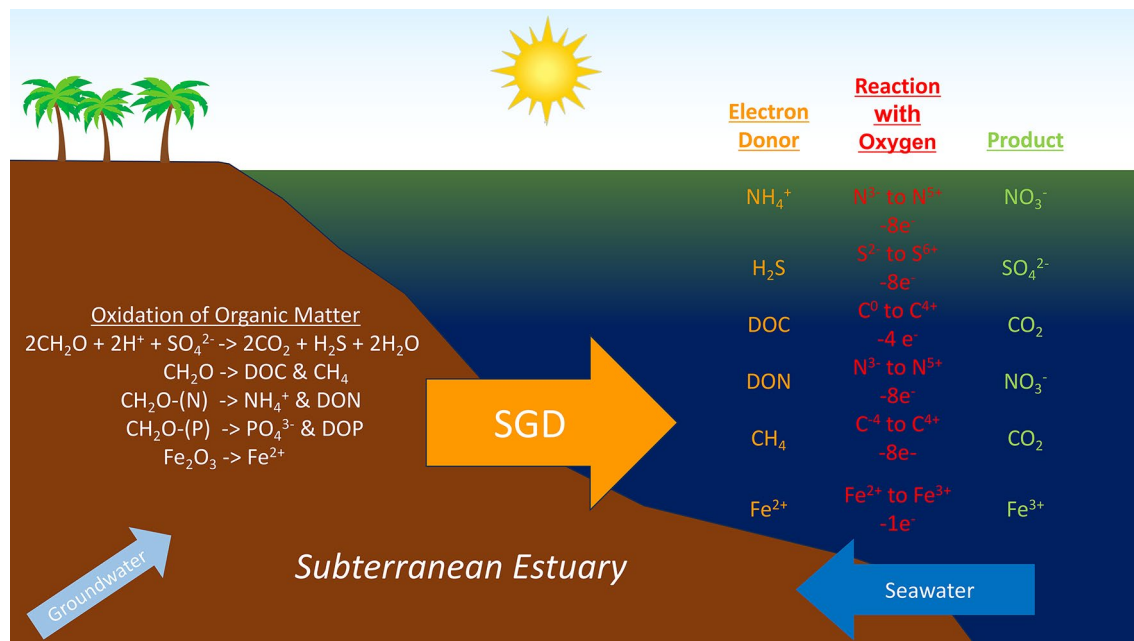 Electron
Donor
Reaction
with
Oxygen
Product
NH₄⁺
N³⁻ to N⁵⁺
-8e⁻
NO₃⁻
H₂S
S²⁻ to S⁶⁺
-8e⁻
SO₄²⁻
DOC
C⁰ to C⁴⁺
-4 e⁻
CO₂
DON
N³⁻ to N⁵⁺
-8e⁻
NO₃⁻
CH₄
C⁻⁴ to C⁴⁺
-8e-
CO₂
Fe²⁺
Fe²⁺ to Fe³⁺
-1e⁻
Fe³⁺
Oxidation of Organic Matter
2CH₂O + 2H⁺ + SO₄²⁻-> 2CO₂ + H₂S + 2H₂O
CH₂O -> DOC & CH₄
CH₂O-(N) -> NH₄⁺ & DON
CH₂O-(P) -> PO₄³⁻ & DOP
Fe₂O₃ -> Fe²⁺
SGD
Subterranean Estuary
Groundwater
Seawater